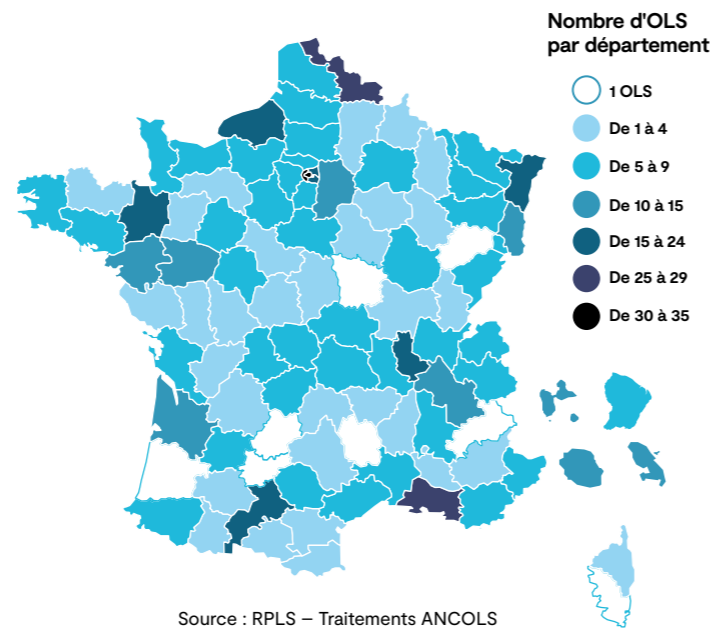 Nombre d'OLS
par département
1 OLS
De 1 à 4
De 5 à 9
De 10 à 15
De 15 à 24
De 25 à 29
De 30 à 35
Source : RPLS – Traitements ANCOLS